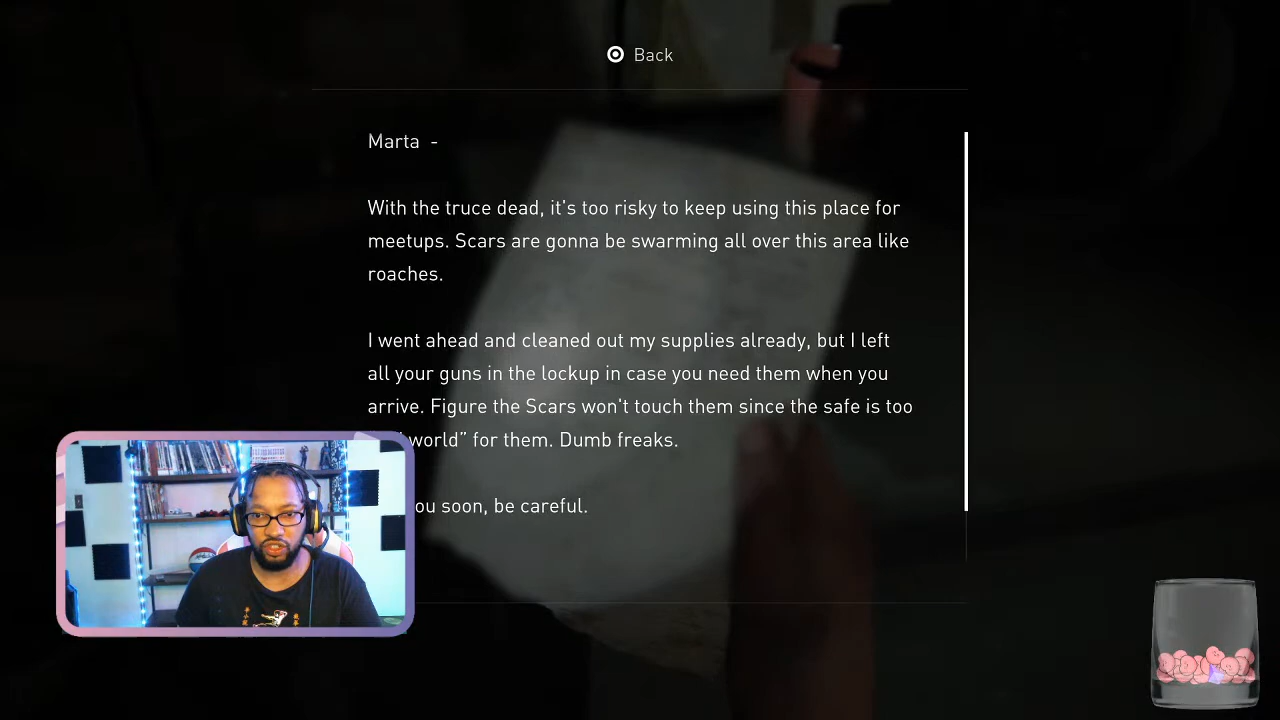 Back
Marta -
With the truce dead, it's too risky to keep using this place for
meetups. Scars are gonna be swarming all over this area like
roaches.
I went ahead and cleaned out my supplies already, but I left
all your guns in the lockup in case you need them when you
arrive. Figure the Scars won't touch them since the safe is too
world” for them. Dumb freaks.
you soon, be careful.